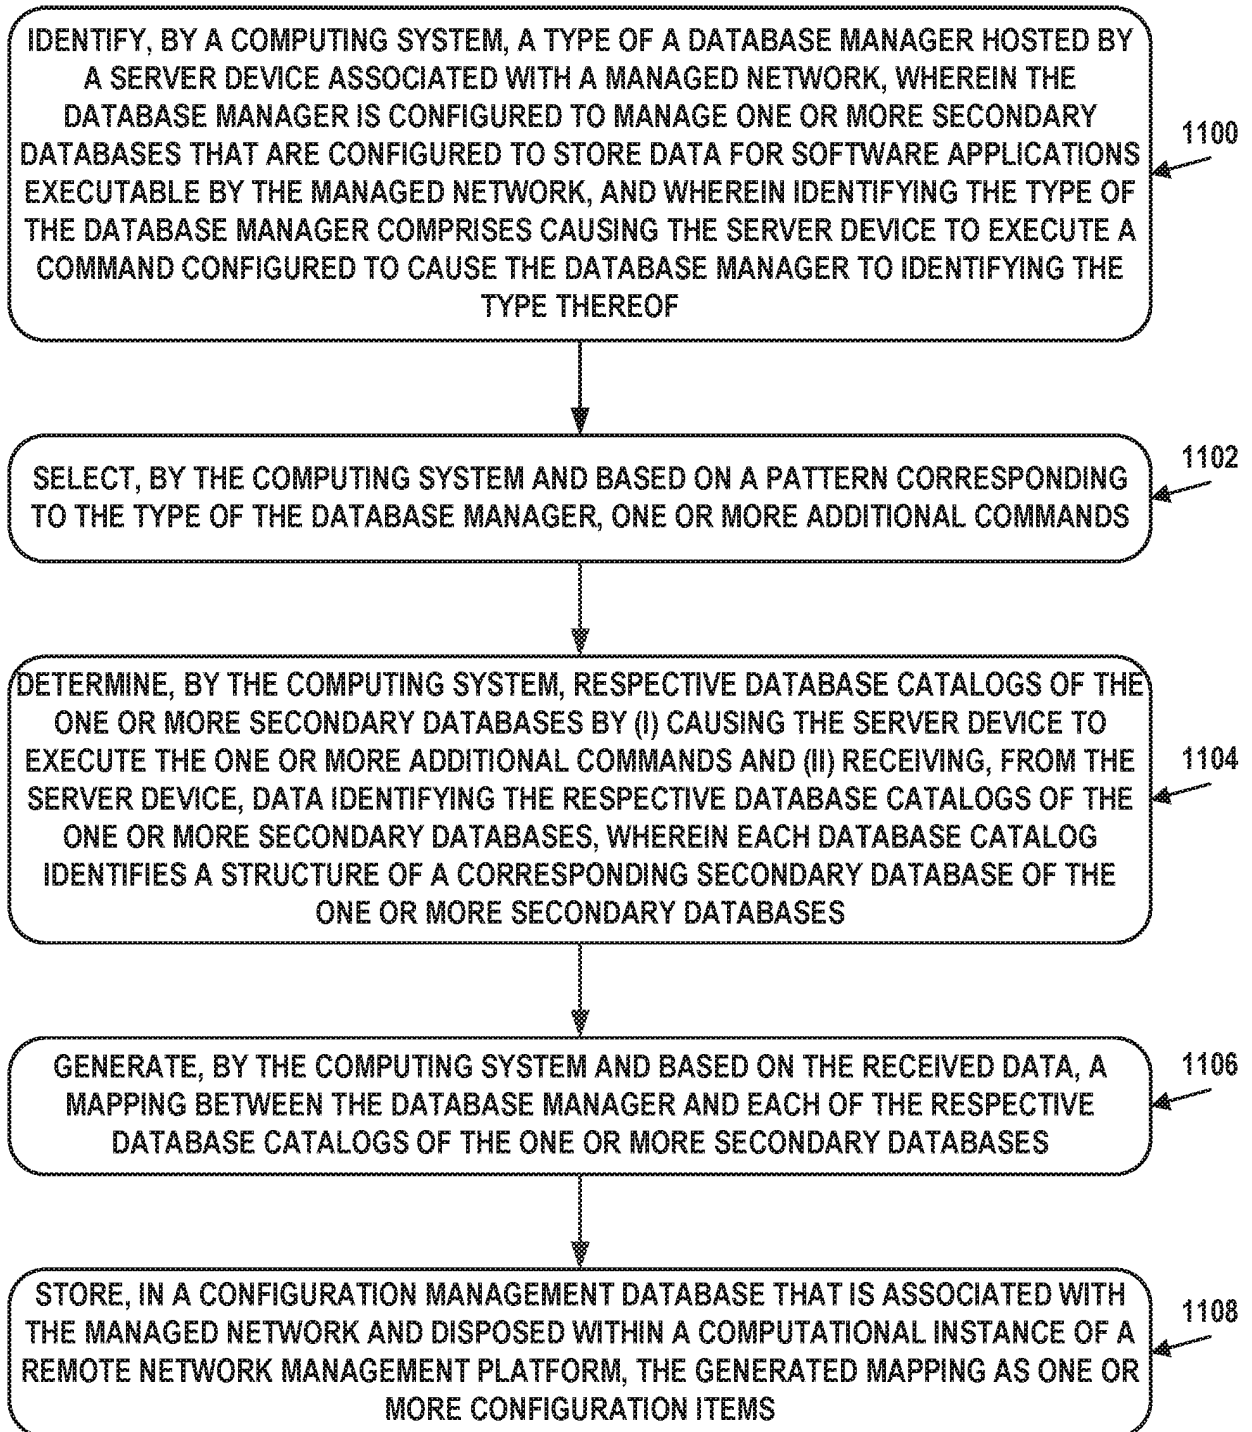 IDENTIFY, BY A COMPUTING SYSTEM, A TYPE OF A DATABASE MANAGER HOSTED BY
A SERVER DEVICE ASSOCIATED WITH A MANAGED NETWORK, WHEREIN THE
DATABASE MANAGER IS CONFIGURED TO MANAGE ONE OR MORE SECONDARY
DATABASES THAT ARE CONFIGURED TO STORE DATA FOR SOFTWARE APPLICATIONS
EXECUTABLE BY THE MANAGED NETWORK, AND WHEREIN IDENTIFYING THE TYPE OF
THE DATABASE MANAGER COMPRISES CAUSING THE SERVER DEVICE TO EXECUTE A
COMMAND CONFIGURED TO CAUSE THE DATABASE MANAGER TO IDENTIFYING THE
TYPE THEREOF
1100
SELECT, BY THE COMPUTING SYSTEM AND BASED ON A PATTERN CORRESPONDING
TO THE TYPE OF THE DATABASE MANAGER, ONE OR MORE ADDITIONAL COMMANDS
1102
DETERMINE, BY THE COMPUTING SYSTEM, RESPECTIVE DATABASE CATALOGS OF THE
ONE OR MORE SECONDARY DATABASES BY (I) CAUSING THE SERVER DEVICE TO
EXECUTE THE ONE OR MORE ADDITIONAL COMMANDS AND (II) RECEIVING, FROM THE
SERVER DEVICE, DATA IDENTIFYING THE RESPECTIVE DATABASE CATALOGS OF THE
ONE OR MORE SECONDARY DATABASES, WHEREIN EACH DATABASE CATALOG
IDENTIFIES A STRUCTURE OF A CORRESPONDING SECONDARY DATABASE OF THE
ONE OR MORE SECONDARY DATABASES
1104
GENERATE, BY THE COMPUTING SYSTEM AND BASED ON THE RECEIVED DATA, A
MAPPING BETWEEN THE DATABASE MANAGER AND EACH OF THE RESPECTIVE
DATABASE CATALOGS OF THE ONE OR MORE SECONDARY DATABASES
1106
STORE, IN A CONFIGURATION MANAGEMENT DATABASE THAT IS ASSOCIATED WITH
THE MANAGED NETWORK AND DISPOSED WITHIN A COMPUTATIONAL INSTANCE OF A
REMOTE NETWORK MANAGEMENT PLATFORM, THE GENERATED MAPPING AS ONE OR
MORE CONFIGURATION ITEMS
1108